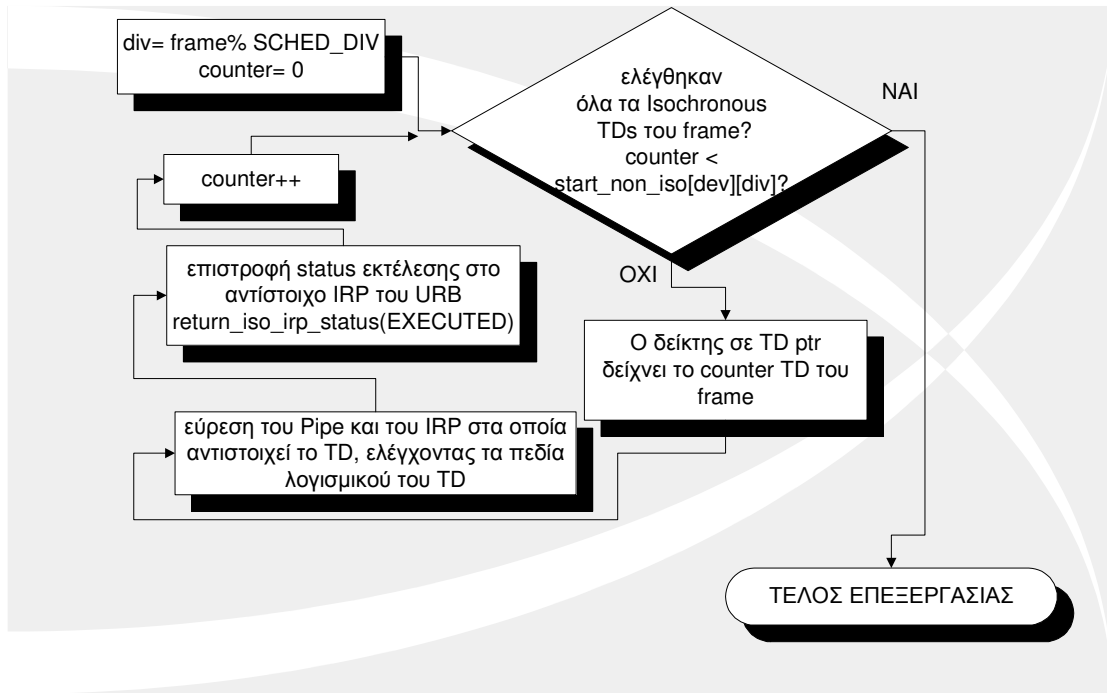 div= frame% SCHED_DIV
counter= 0
ελέγθηκαν
όλα τα Isochronous
TDs του frame?
counter <
start_non_iso[dev][div]?
ΝΑΙ
counter++
ΟΧΙ
επιστροφή status εκτέλεσης στο
αντίστοιχο IRP του URB
return_iso_irp_status(EXECUTED)
Ο δείκτης σε TD ptr
δείχνει το counter TD του
frame
εύρεση του Pipe και του IRP στα οποία
αντιστοιχεί το TD, ελέγχοντας τα πεδία
λογισμικού του TD
ΤΕΛΟΣ ΕΠΕΞΕΡΓΑΣΙΑΣ